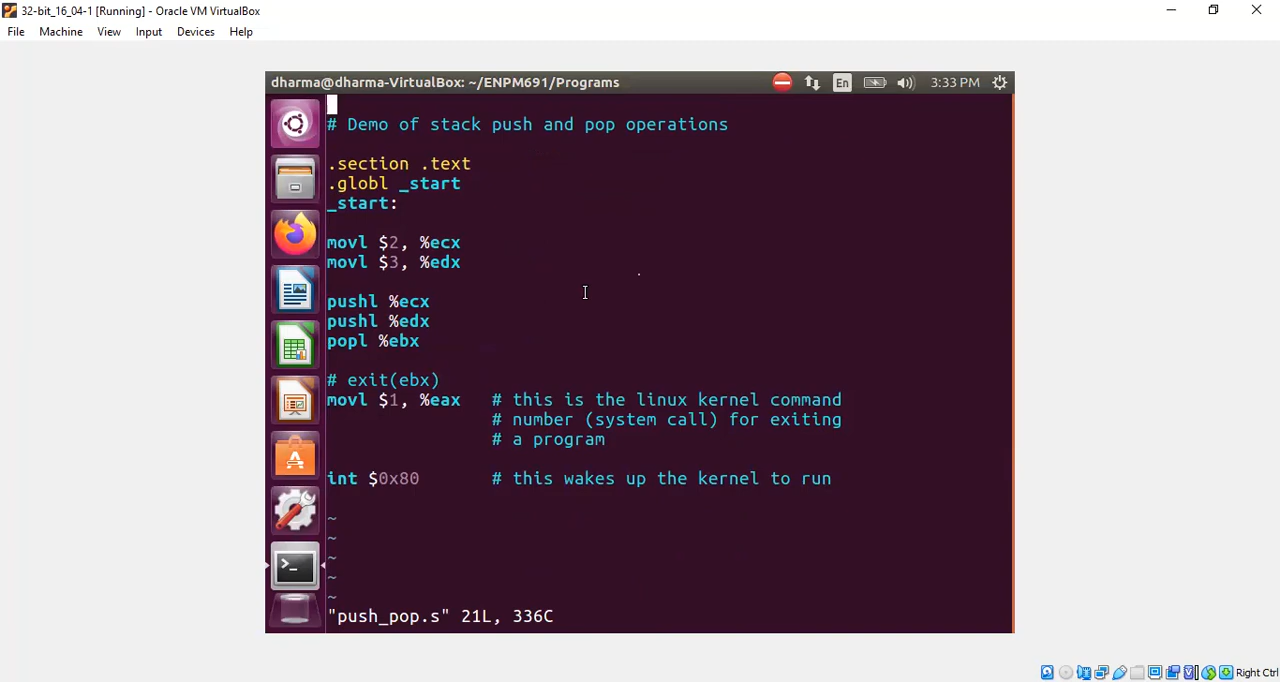 32-bit_16_04-1 [Running] - Oracle VM VirtualBox
File Machine View Input Devices Help
dharma@dharma-VirtualBox: ~/ENPM691/Programs En 3:33 PM
# Demo of stack push and pop operations
.section .text
.globl _start
_start:
movl $2, %ecx
movl $3, %edx
pushl %ecx
pushl %edx
popl %ebx
# exit(ebx)
movl $1, %eax # this is the linux kernel command
# number (system call) for exiting
# a program
int $0x80 # this wakes up the kernel to run
~
~
~
~
~
"push_pop.s" 21L, 336C
Right Ctrl